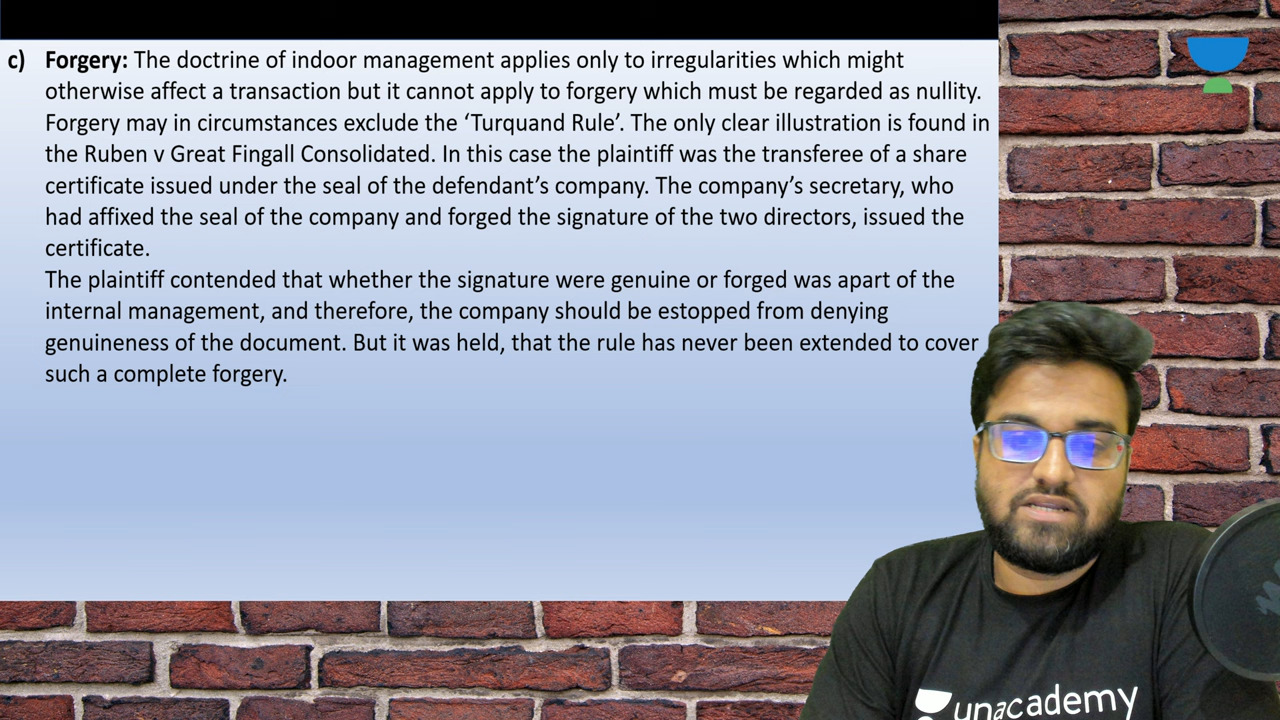 c) Forgery: The doctrine of indoor management applies only to irregularities which might
otherwise affect a transaction but it cannot apply to forgery which must be regarded as nullity.
Forgery may in circumstances exclude the ‘Turquand Rule’. The only clear illustration is found in
the Ruben v Great Fingall Consolidated. In this case the plaintiff was the transferee of a share
certificate issued under the seal of the defendant’s company. The company’s secretary, who
had affixed the seal of the company and forged the signature of the two directors, issued the
certificate.
The plaintiff contended that whether the signature were genuine or forged was apart of the
internal management, and therefore, the company should be estopped from denying
genuineness of the document. But it was held, that the rule has never been extended to cover
such a complete forgery.
unacademy